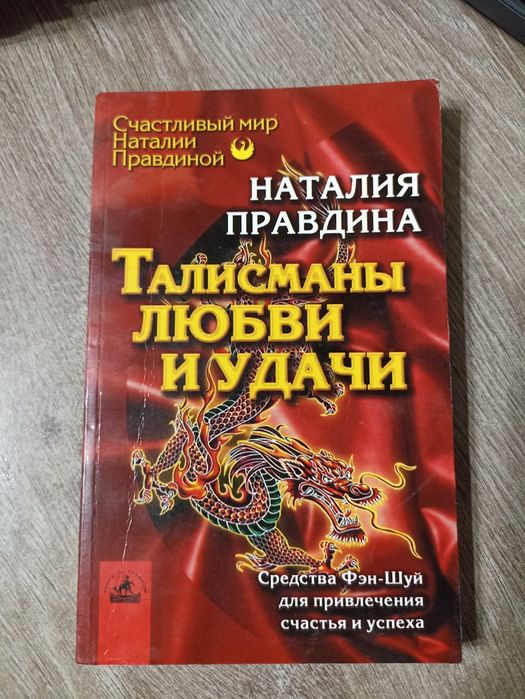 Счастливый мир
Наталии
Правдиной
НАТАЛИЯ
ПРАВДИНА
ТАЛИСМАНЫ
ЛЮБВИ
И УДАЧИ
Средства Фэн-Шуй
для привлечения
счастья и успеха